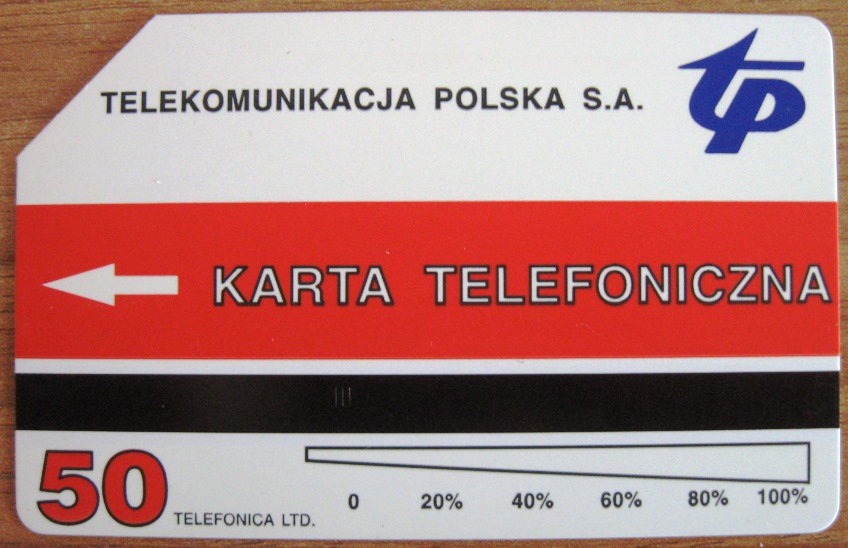 TELEKOMUNIKACJA POLSKA S.A.
tp
KARTA TELEFONICZNA
50
TELEFONICA LTD.
0 20% 40% 60% 80% 100%